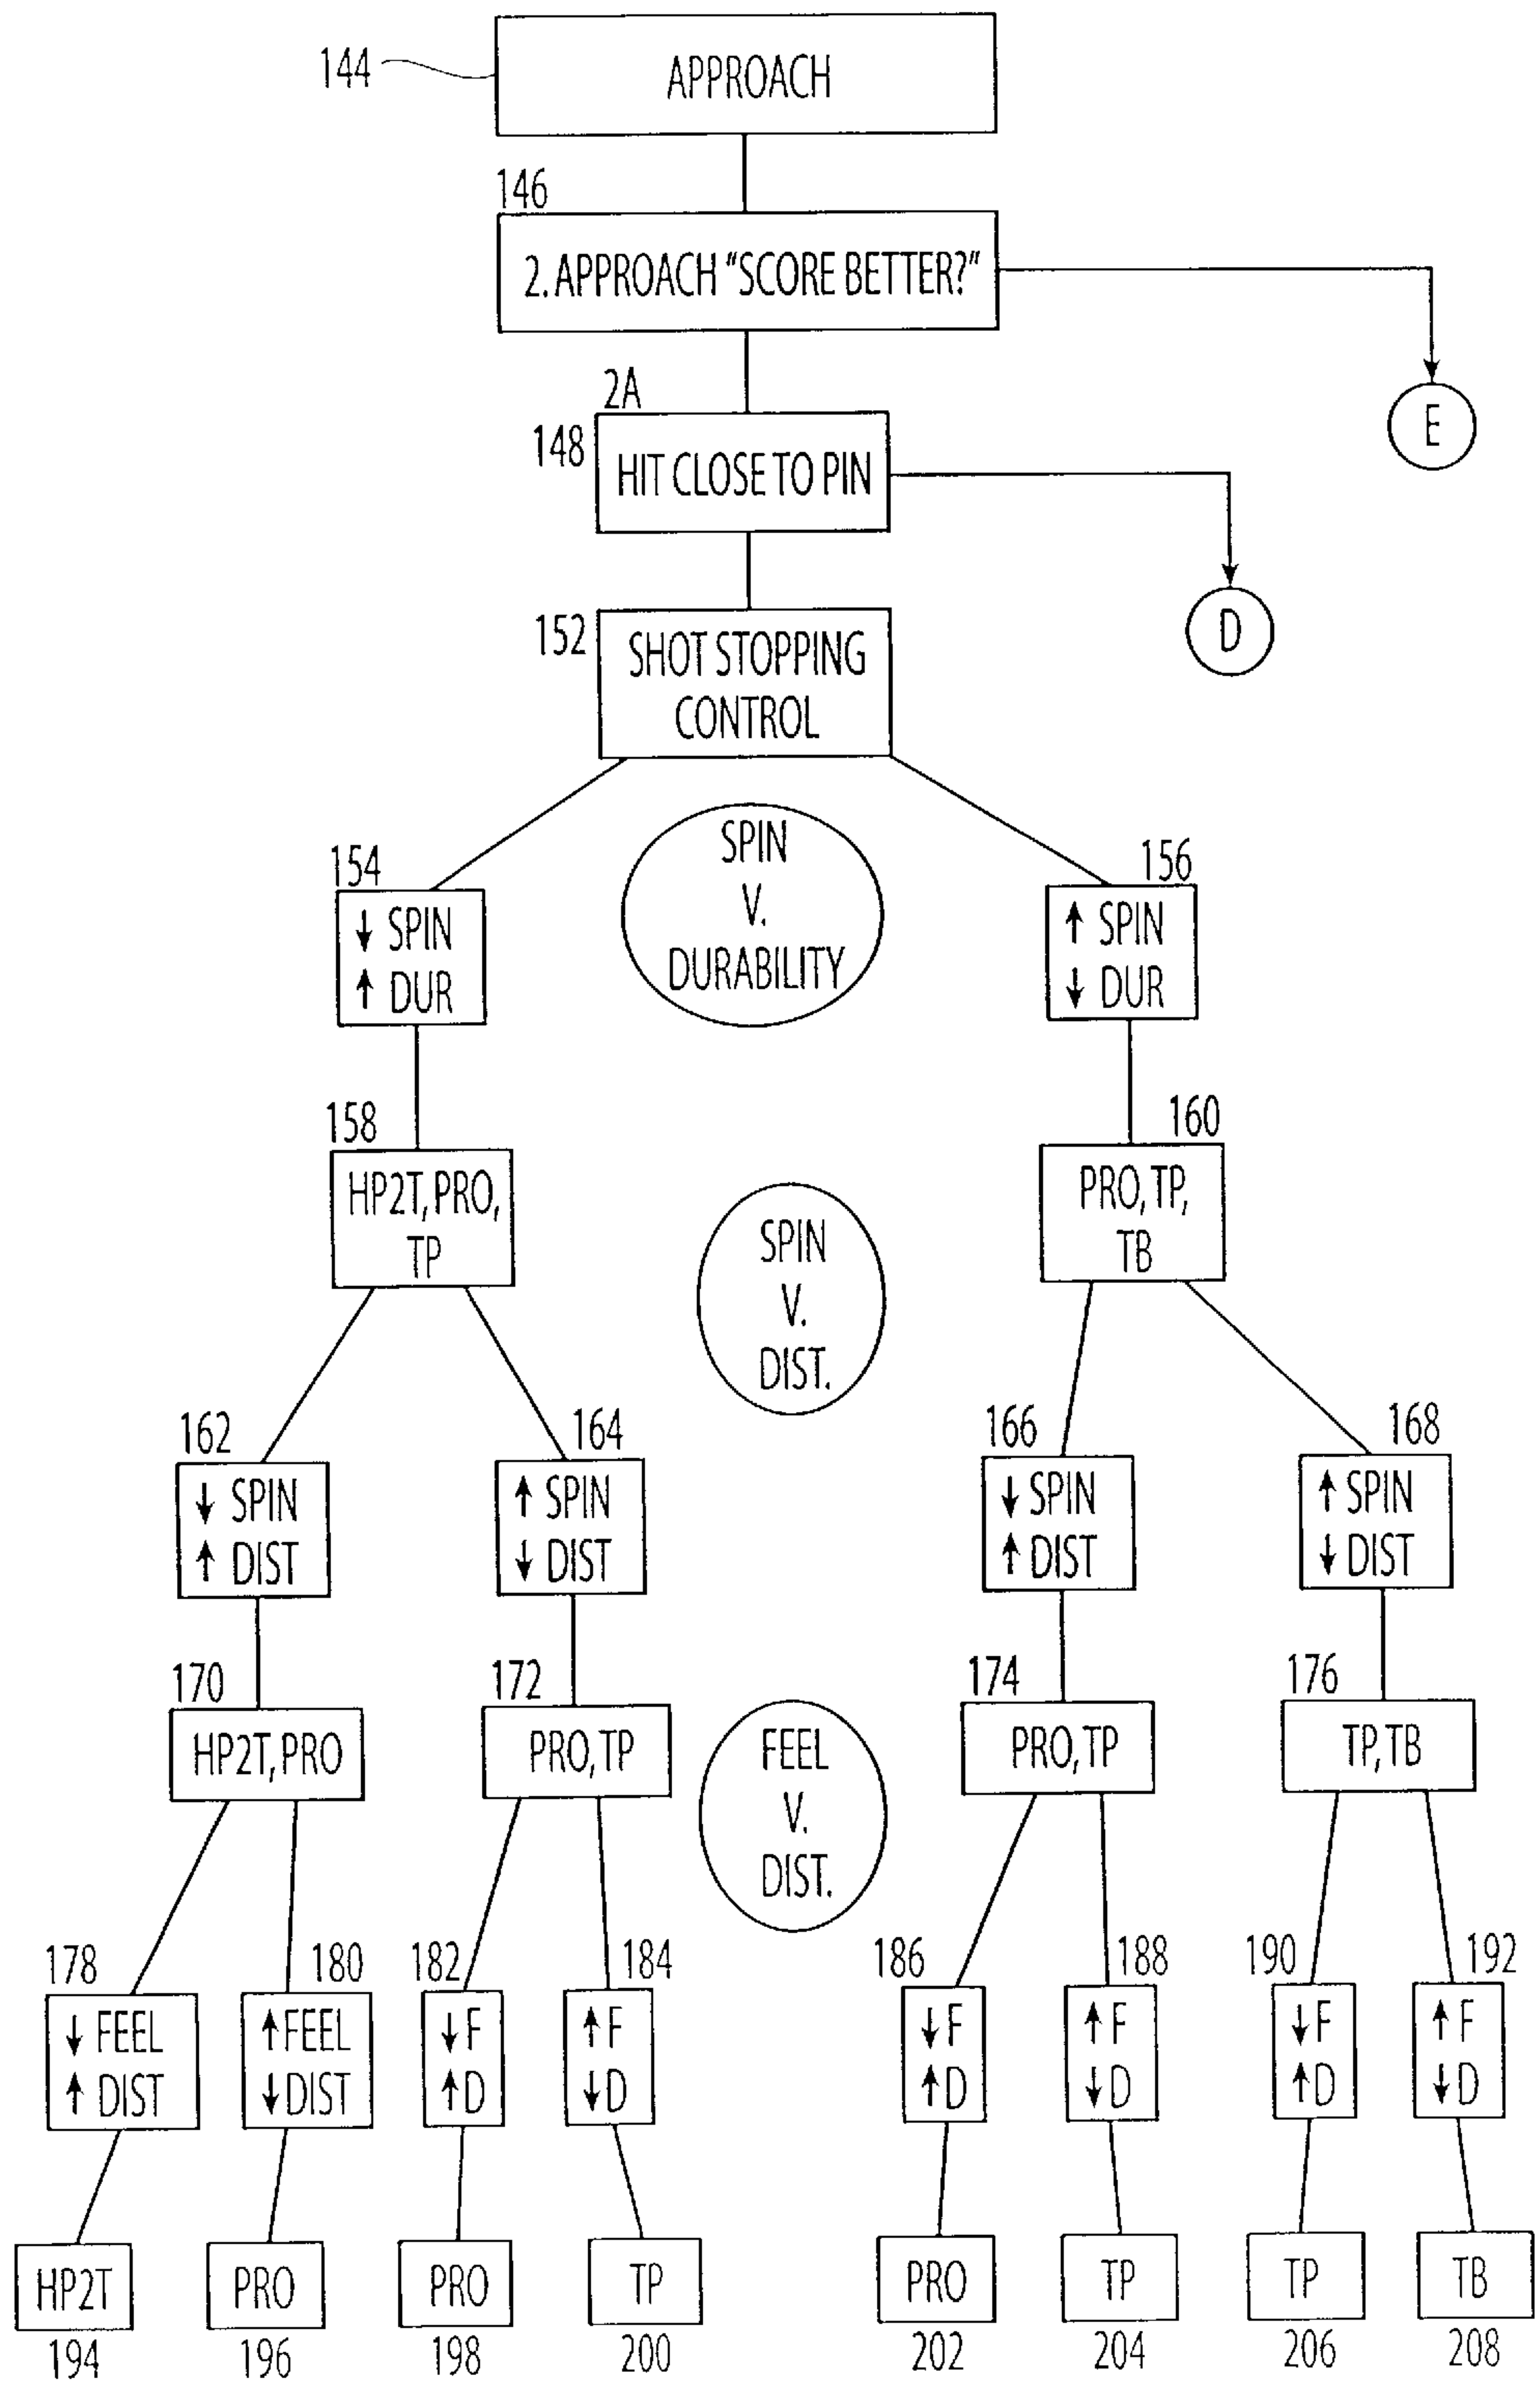 144
APPROACH
146
2. APPROACH "SCORE BETTER?"
E
2A
148
HIT CLOSE TO PIN
D
152
SHOT STOPPING
CONTROL
SPIN
V.
DURABILITY
154
↓ SPIN
↑ DUR
156
↑ SPIN
↓ DUR
158
HP2T, PRO,
TP
160
PRO, TP,
TB
SPIN
V.
DIST.
162
↓ SPIN
↑ DIST
164
↑ SPIN
↓ DIST
166
↓ SPIN
↑ DIST
168
↑ SPIN
↓ DIST
170
HP2T, PRO
172
PRO, TP
174
PRO, TP
176
TP, TB
FEEL
V.
DIST.
178
↓ FEEL
↑ DIST
180
↑ FEEL
↓ DIST
182
↓ F
↑ D
184
↑ F
↓ D
186
↓ F
↑ D
188
↑ F
↓ D
190
↓ F
↑ D
192
↑ F
↓ D
HP2T
194
PRO
196
PRO
198
TP
200
PRO
202
TP
204
TP
206
TB
208